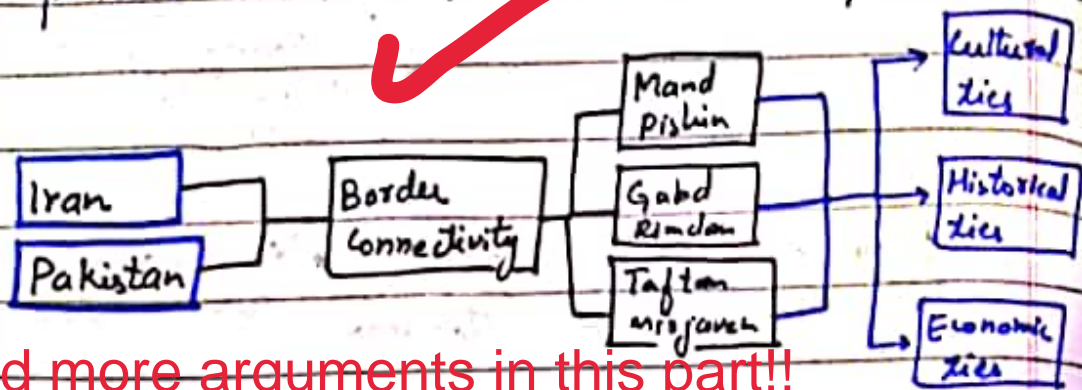 Iran
Pakistan
Border
Connectivity
Mand
Pishin
Gabd
Rimdan
Taftan
mirjaveh
Cultural
ties
Historical
ties
Economic
ties
d more arguments in this part!!